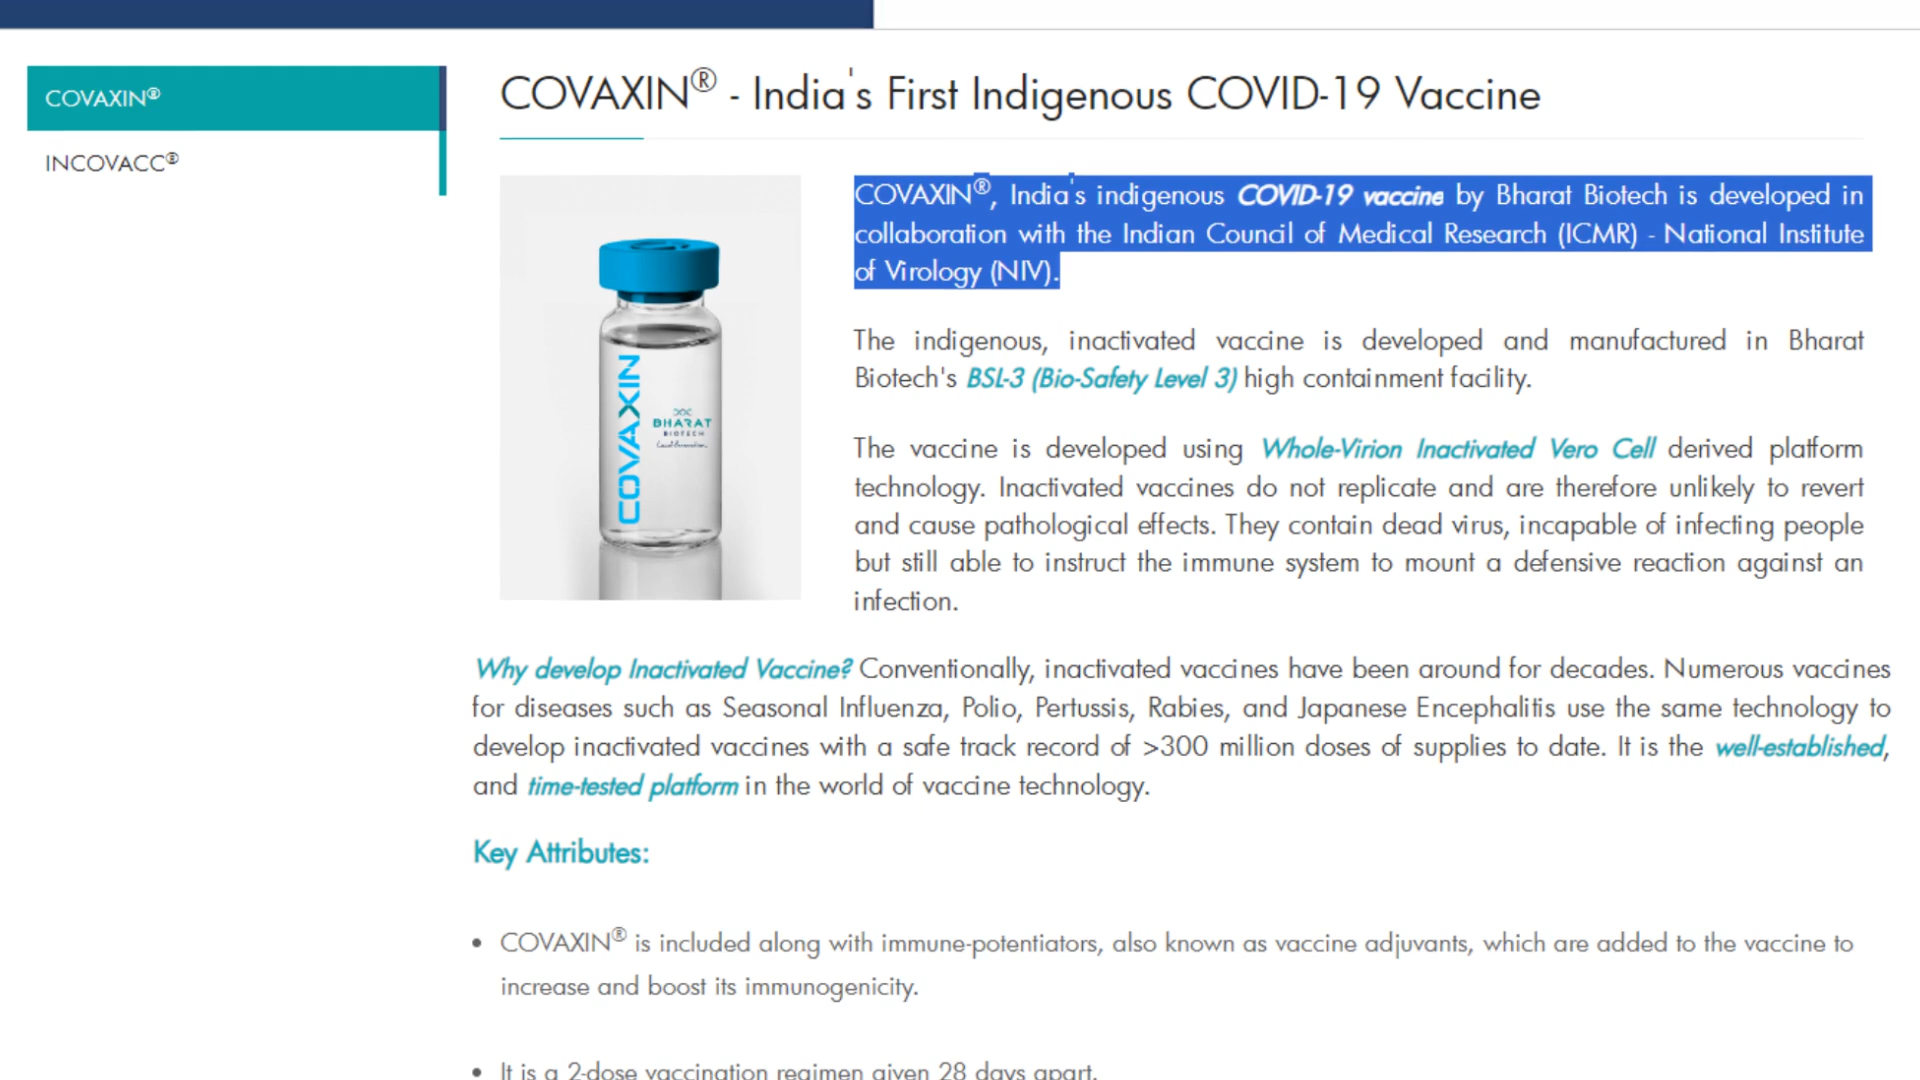 COVAXIN®
INCOVACC®
COVAXIN® - India's First Indigenous COVID-19 Vaccine
COVAXIN
BHARAT
BIOTECH
COVAXIN®, India's indigenous COVID-19 vaccine by Bharat Biotech is developed in
collaboration with the Indian Council of Medical Research (ICMR) - National Institute
of Virology (NIV).
The indigenous, inactivated vaccine is developed and manufactured in Bharat
Biotech's BSL-3 (Bio-Safety Level 3) high containment facility.
The vaccine is developed using Whole-Virion Inactivated Vero Cell derived platform
technology. Inactivated vaccines do not replicate and are therefore unlikely to revert
and cause pathological effects. They contain dead virus, incapable of infecting people
but still able to instruct the immune system to mount a defensive reaction against an
infection.
Why develop Inactivated Vaccine? Conventionally, inactivated vaccines have been around for decades. Numerous vaccines
for diseases such as Seasonal Influenza, Polio, Pertussis, Rabies, and Japanese Encephalitis use the same technology to
develop inactivated vaccines with a safe track record of >300 million doses of supplies to date. It is the well-established,
and time-tested platform in the world of vaccine technology.
Key Attributes:
• COVAXIN® is included along with immune-potentiators, also known as vaccine adjuvants, which are added to the vaccine to
increase and boost its immunogenicity.
• It is a 2-dose vaccination regimen given 28 days apart.